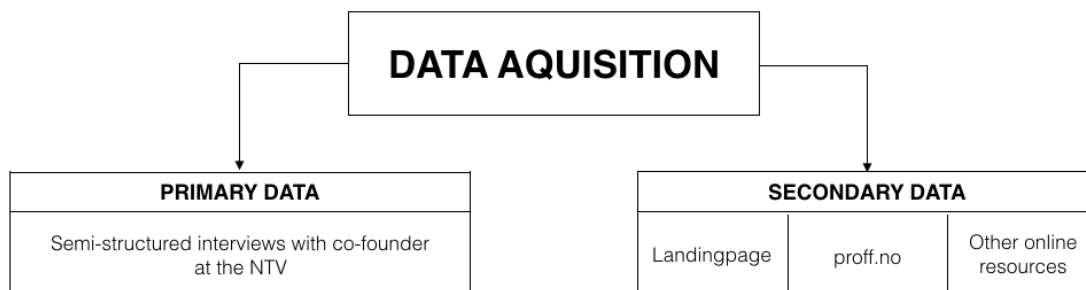 DATA AQUISITION
PRIMARY DATA
Semi-structured interviews with co-founder
at the NTV
SECONDARY DATA
Landingpage
proff.no
Other online
resources